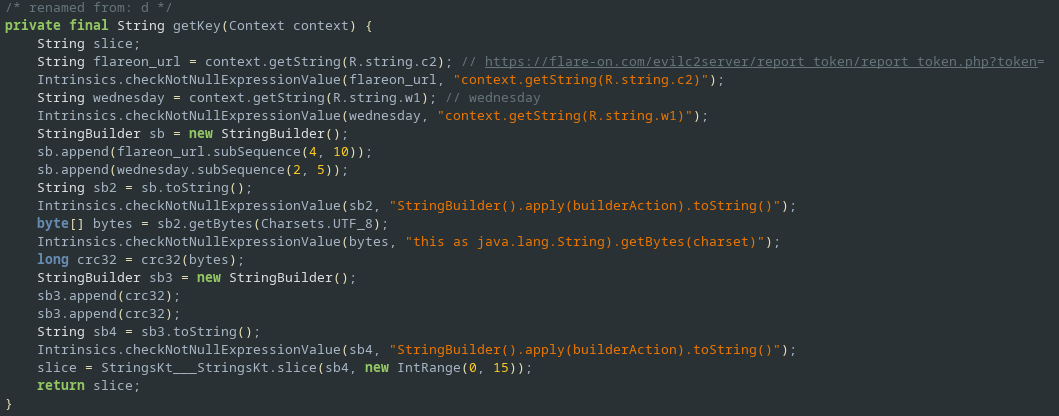 /* renamed from: d */
private final String getKey(Context context) {
    String slice;
    String flareon_url = context.getString(R.string.c2); // https://flare-on.com/evilc2server/report_token/report_token.php?token=
    Intrinsics.checkNotNullExpressionValue(flareon_url, "context.getString(R.string.c2)");
    String wednesday = context.getString(R.string.w1); // wednesday
    Intrinsics.checkNotNullExpressionValue(wednesday, "context.getString(R.string.w1)");
    StringBuilder sb = new StringBuilder();
    sb.append(flareon_url.subSequence(4, 10));
    sb.append(wednesday.subSequence(2, 5));
    String sb2 = sb.toString();
    Intrinsics.checkNotNullExpressionValue(sb2, "StringBuilder().apply(builderAction).toString()");
    byte[] bytes = sb2.getBytes(Charsets.UTF_8);
    Intrinsics.checkNotNullExpressionValue(bytes, "this as java.lang.String).getBytes(charset)");
    long crc32 = crc32(bytes);
    StringBuilder sb3 = new StringBuilder();
    sb3.append(crc32);
    sb3.append(crc32);
    String sb4 = sb3.toString();
    Intrinsics.checkNotNullExpressionValue(sb4, "StringBuilder().apply(builderAction).toString()");
    slice = StringsKt___StringsKt.slice(sb4, new IntRange(0, 15));
    return slice;
}